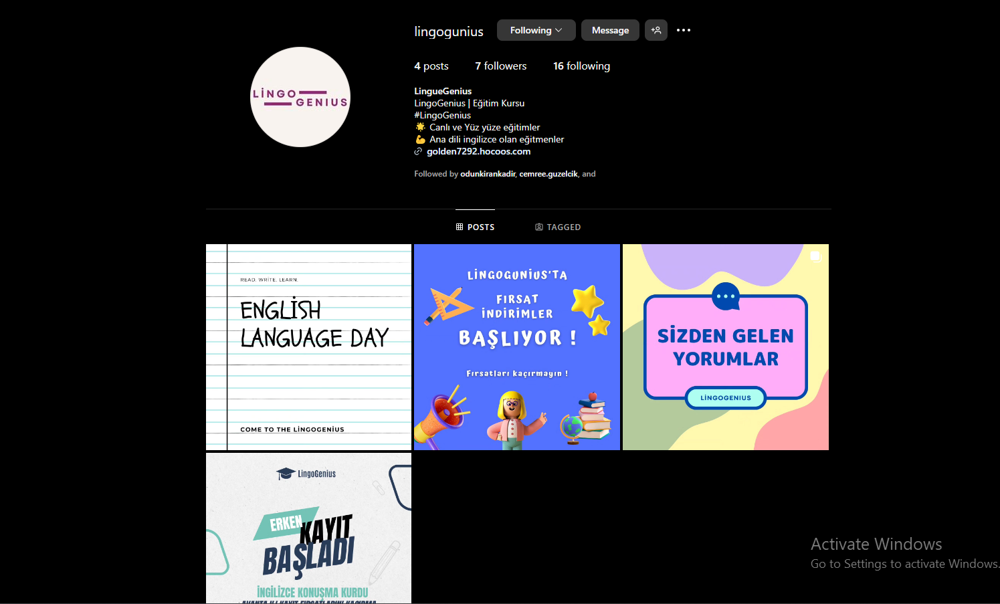 lingogunius Following Message
4 posts 7 followers 16 following
LingueGenius
LingoGenius | Eğitim Kursu
#LingoGenius
🌟 Canlı ve Yüz yüze eğitimler
💪 Ana dili ingilizce olan eğitmenler
golden7292.hocoos.com
Followed by odunkirankadir, cemree.guzelcik, and
LİNGO
GENIUS
POSTS TAGGED
READ. WRITE. LEARN.
ENGLİSH
LANGUAGE DAY
COME TO THE LİNGOGENİUS
LİNGOGUNİUS'TA
FIRSAT
İNDİRİMLER
BAŞLIYOR !
Fırsatları kaçırmayın !
SİZDEN GELEN
YORUMLAR
LİNGOGENIUS
LingoGenius
ERKEN
KAYIT
BAŞLADI
İNGİLİZCE KONUŞMA KURDU
Activate Windows
Go to Settings to activate Windows.